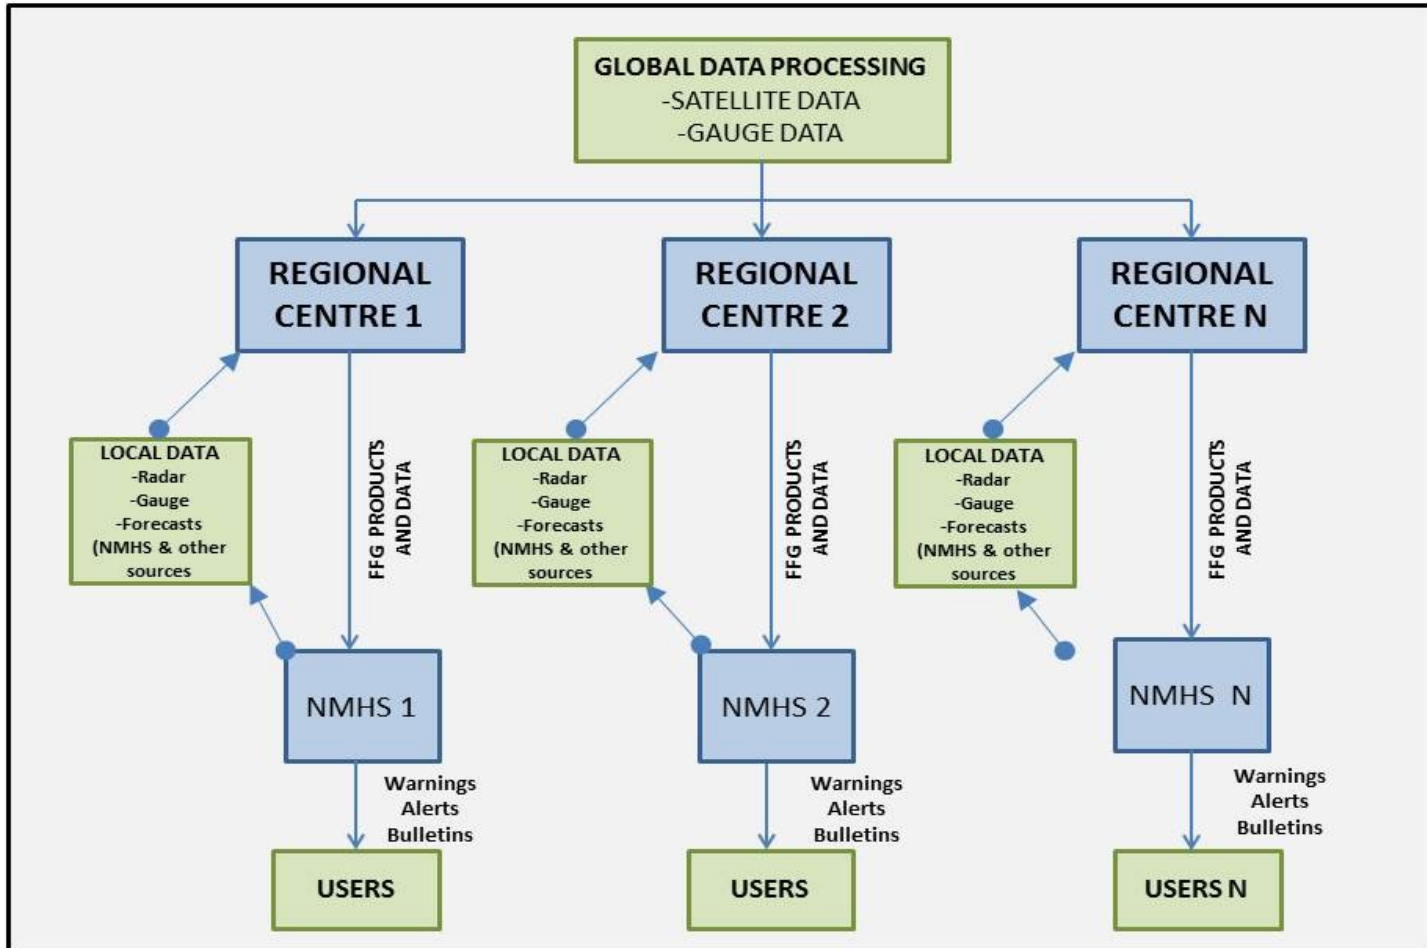 GLOBAL DATA PROCESSING
-SATELLITE DATA
-GAUGE DATA
REGIONAL
CENTRE 1
REGIONAL
CENTRE 2
REGIONAL
CENTRE N
LOCAL DATA
-Radar
-Gauge
-Forecasts
(NMHS & other
sources
FFG PRODUCTS
AND DATA
LOCAL DATA
-Radar
-Gauge
-Forecasts
(NMHS & other
sources
FFG PRODUCTS
AND DATA
LOCAL DATA
-Radar
-Gauge
-Forecasts
(NMHS & other
sources
FFG PRODUCTS
AND DATA
NMHS 1
NMHS 2
NMHS N
Warnings
Alerts
Bulletins
Warnings
Alerts
Bulletins
Warnings
Alerts
Bulletins
USERS
USERS
USERS N